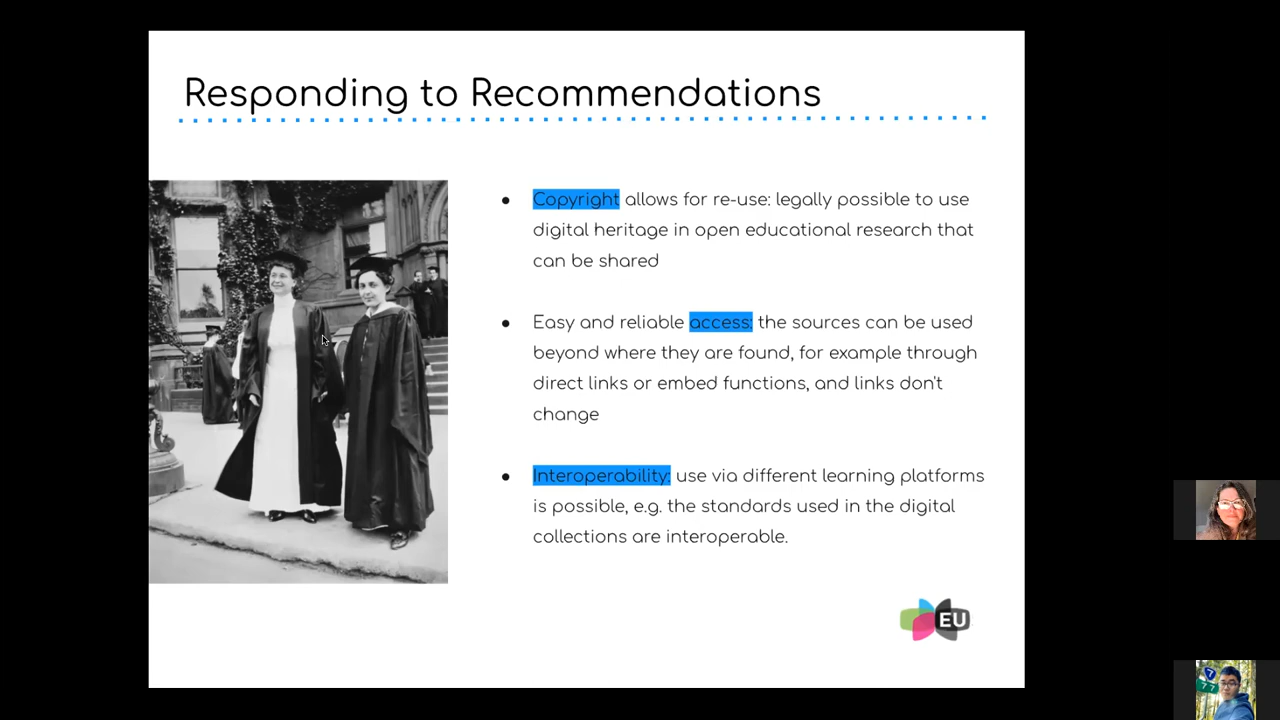 Responding to Recommendations
● Copyright allows for re-use: legally possible to use
digital heritage in open educational research that
can be shared
● Easy and reliable access: the sources can be used
beyond where they are found, for example through
direct links or embed functions, and links don't
change
● Interoperability: use via different learning platforms
is possible, e.g. the standards used in the digital
collections are interoperable.
EU
7
7 7